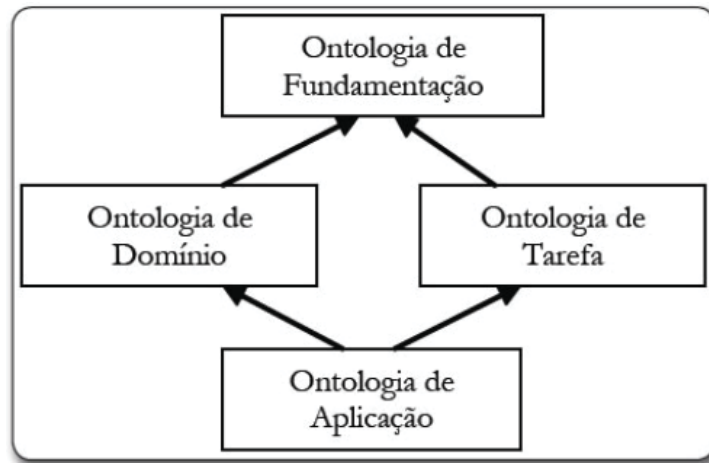 Ontologia de
Fundamentação
Ontologia de
Domínio
Ontologia de
Tarefa
Ontologia de
Aplicação